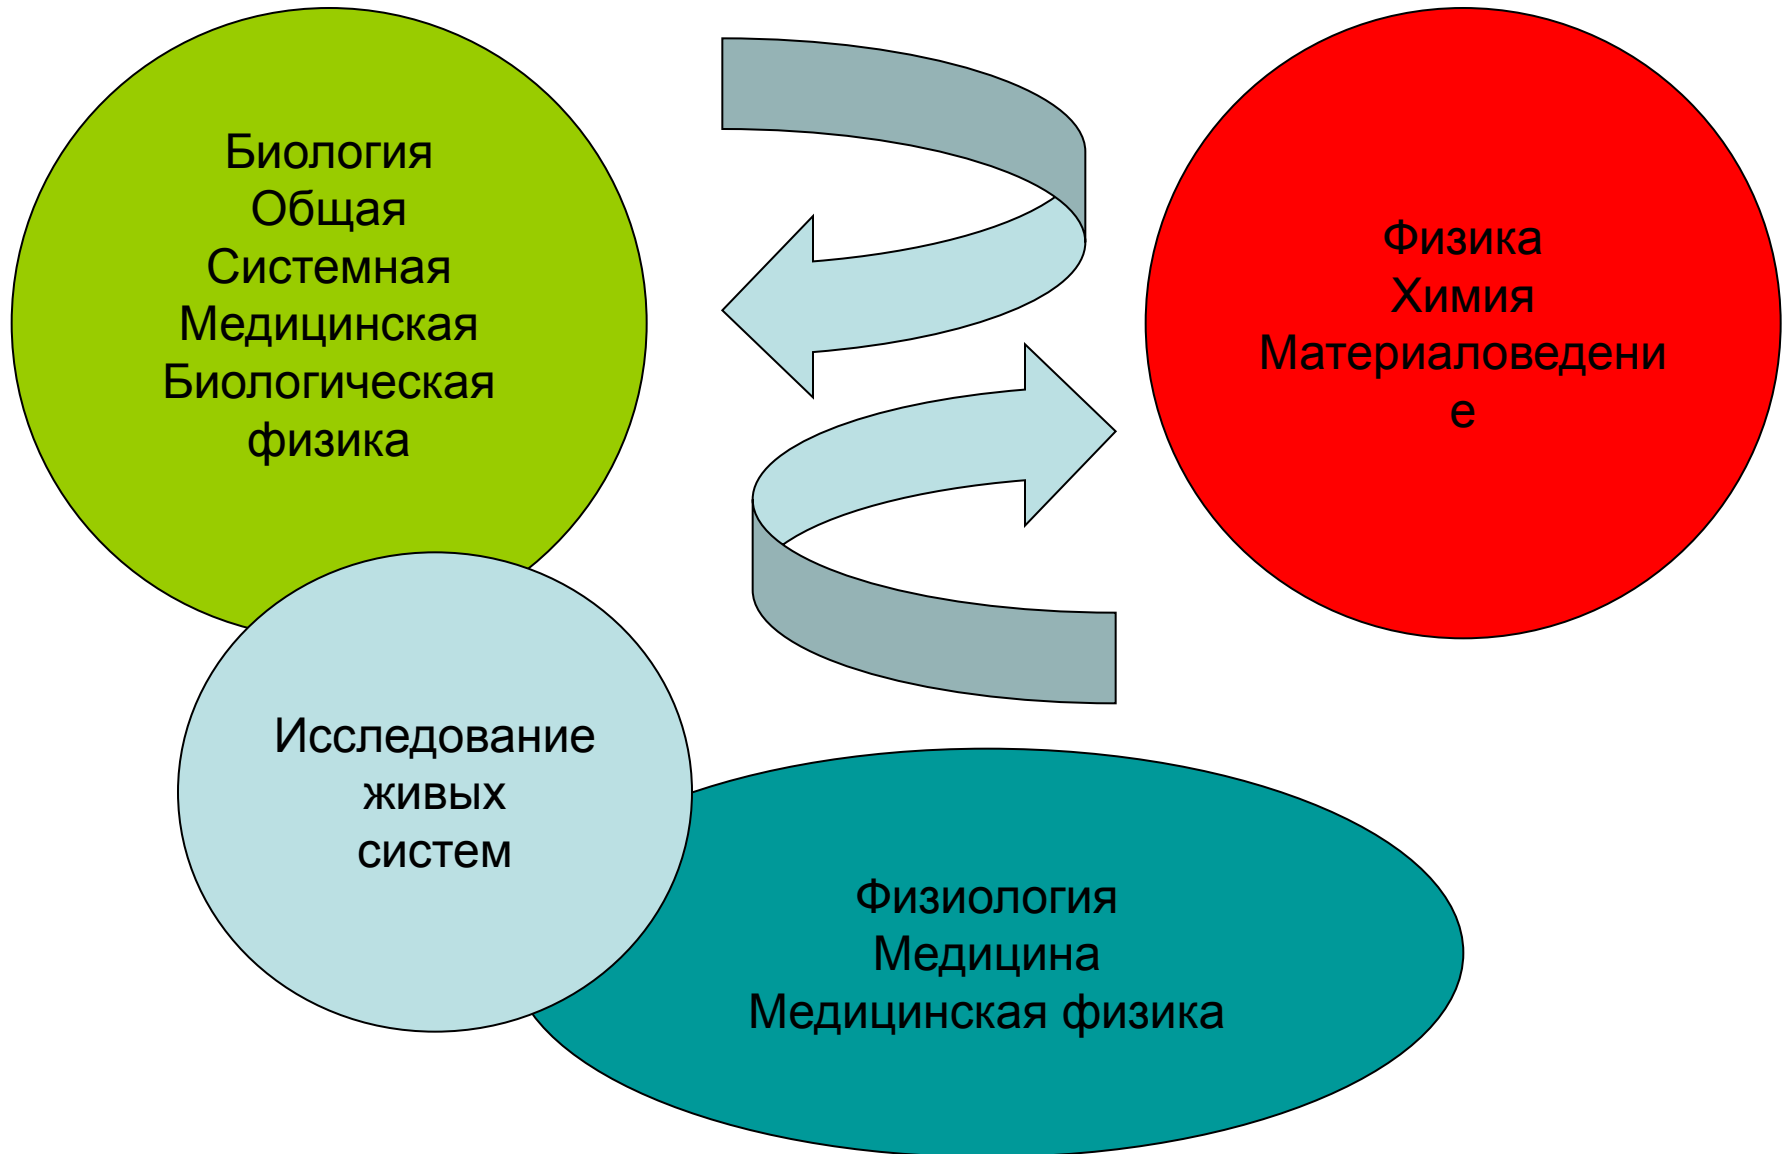 Биология
Общая
Системная
Медицинская
Биологическая
физика
Физика
Химия
Материаловедени
е
Исследование
живых
систем
Физиология
Медицина
Медицинская физика